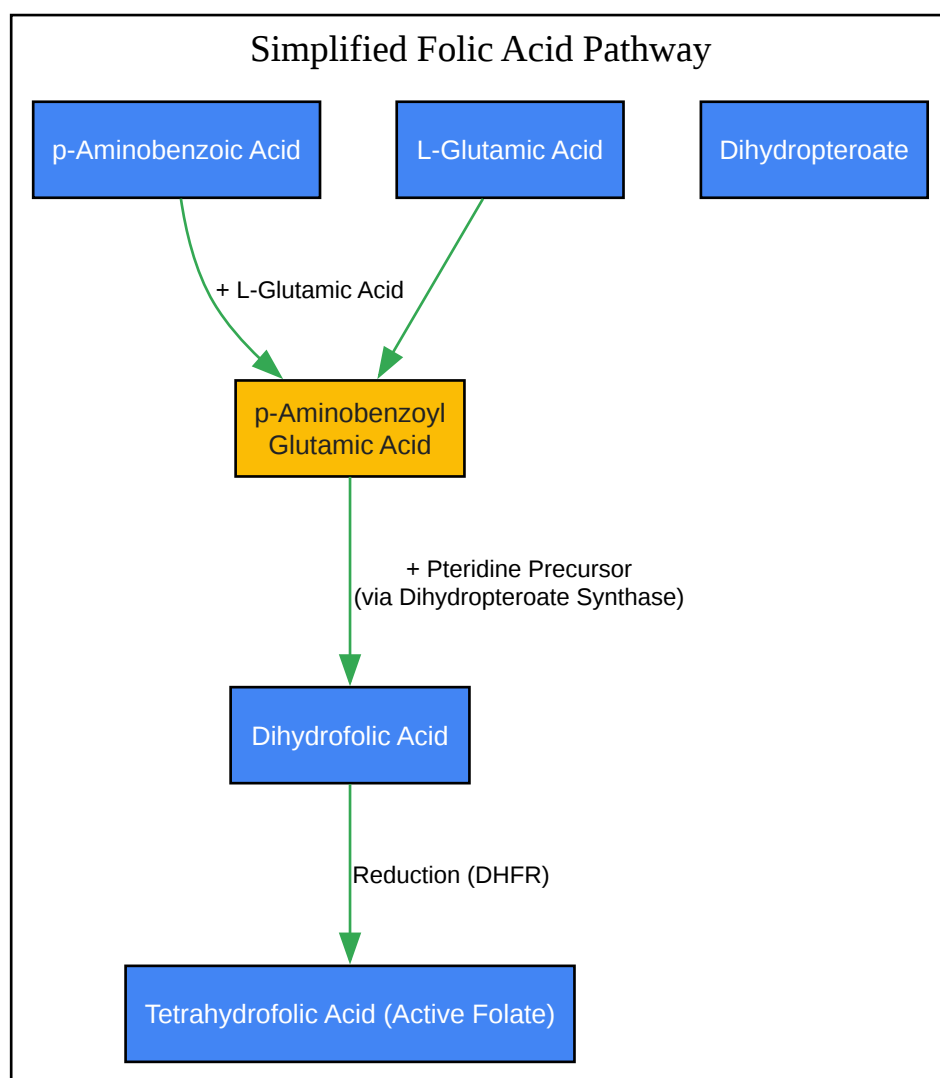 Simplified Folic Acid Pathway
p-Aminobenzoic Acid
L-Glutamic Acid
Dihydropteroate
+ L-Glutamic Acid
p-Aminobenzoyl
Glutamic Acid
+ Pteridine Precursor
(via Dihydropteroate Synthase)
Dihydrofolic Acid
Reduction (DHFR)
Tetrahydrofolic Acid (Active Folate)